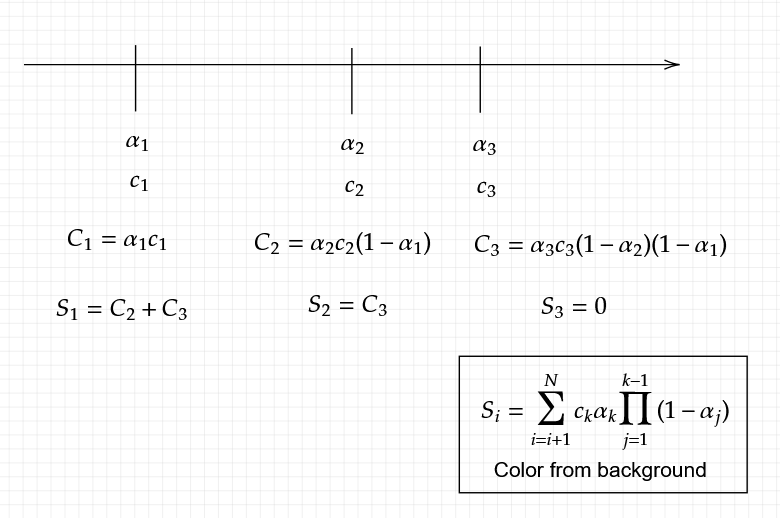 α₁ α₂ α₃
c₁ c₂ c₃
C₁ = α₁c₁ C₂ = α₂c₂(1 − α₁) C₃ = α₃c₃(1 − α₂)(1 − α₁)
S₁ = C₂ + C₃ S₂ = C₃ S₃ = 0
Sᵢ = ∑_{i=i+1}^{N} cₖαₖ ∏_{j=1}^{k−1} (1 − αⱼ)
Color from background